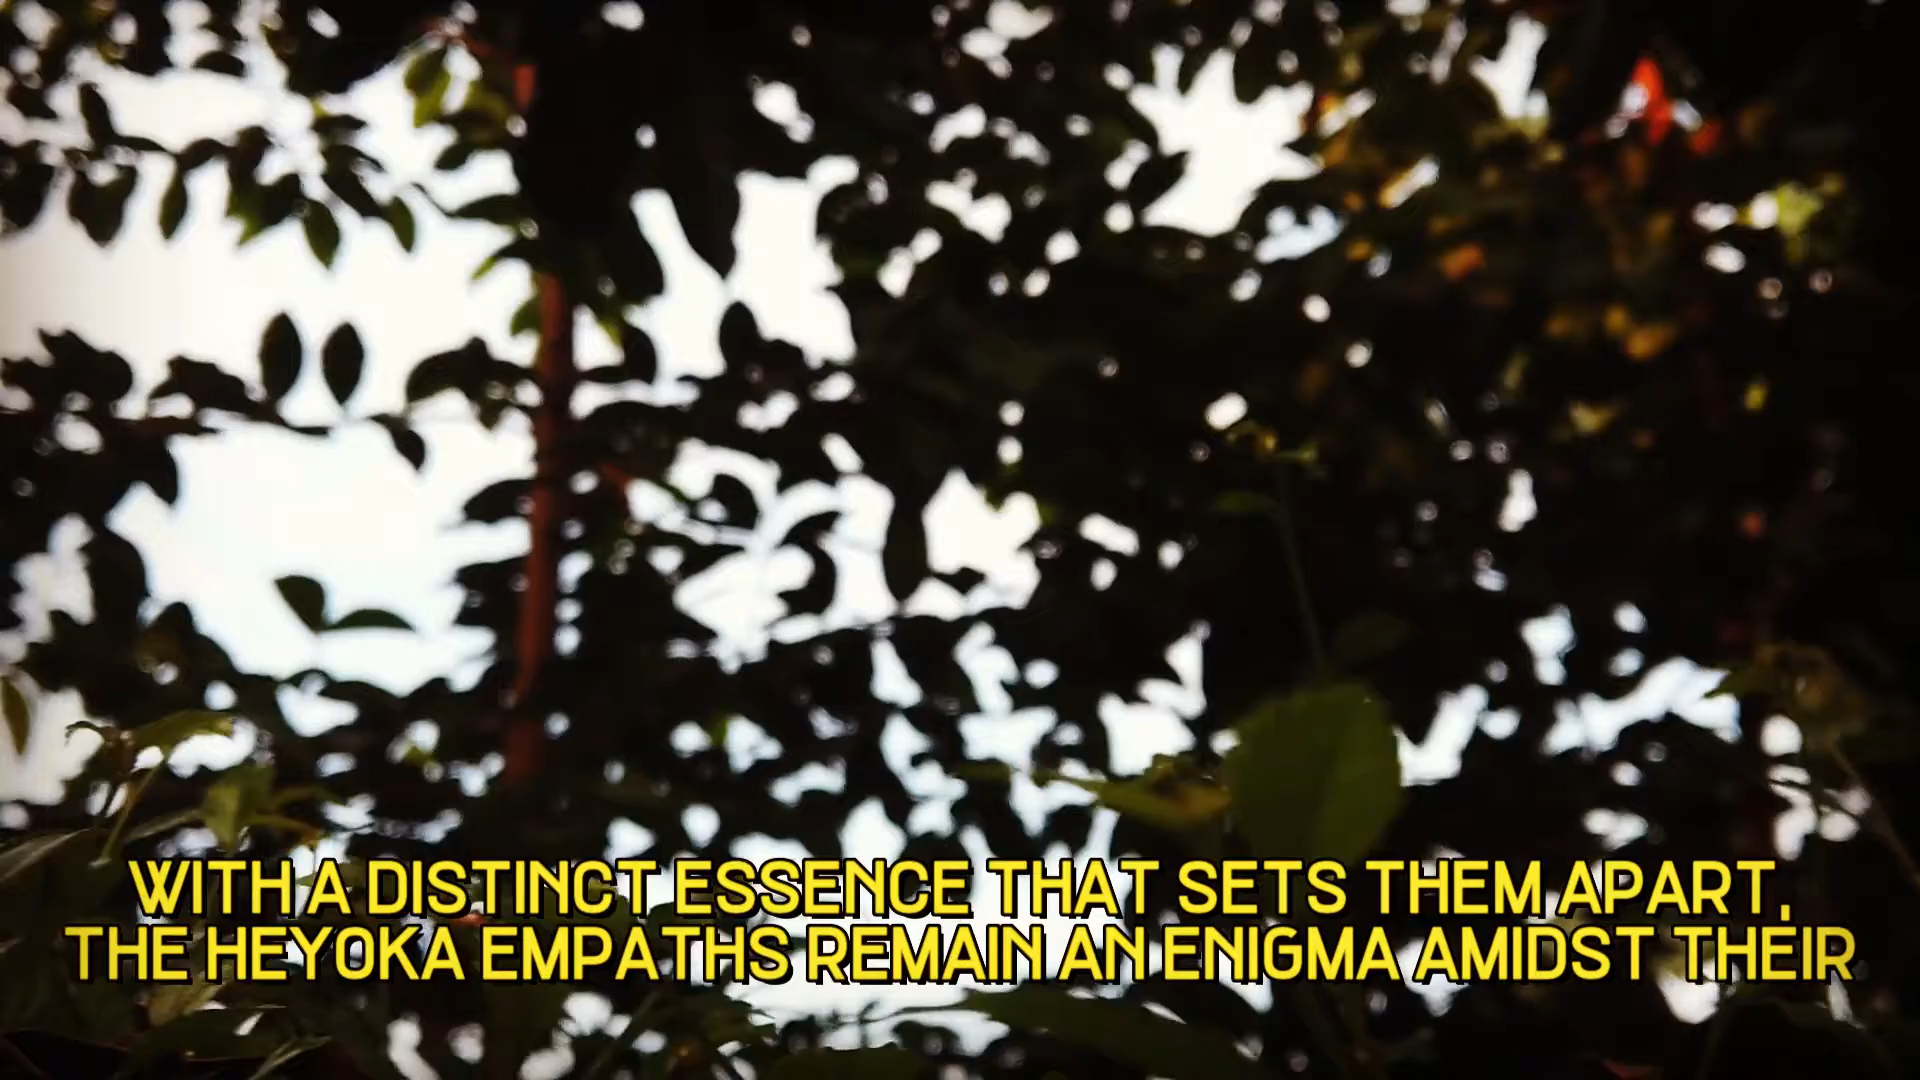 WITH A DISTINCT ESSENCE THAT SETS THEM APART,
THE HEYOKA EMPATHS REMAIN AN ENIGMA AMIDST THEIR